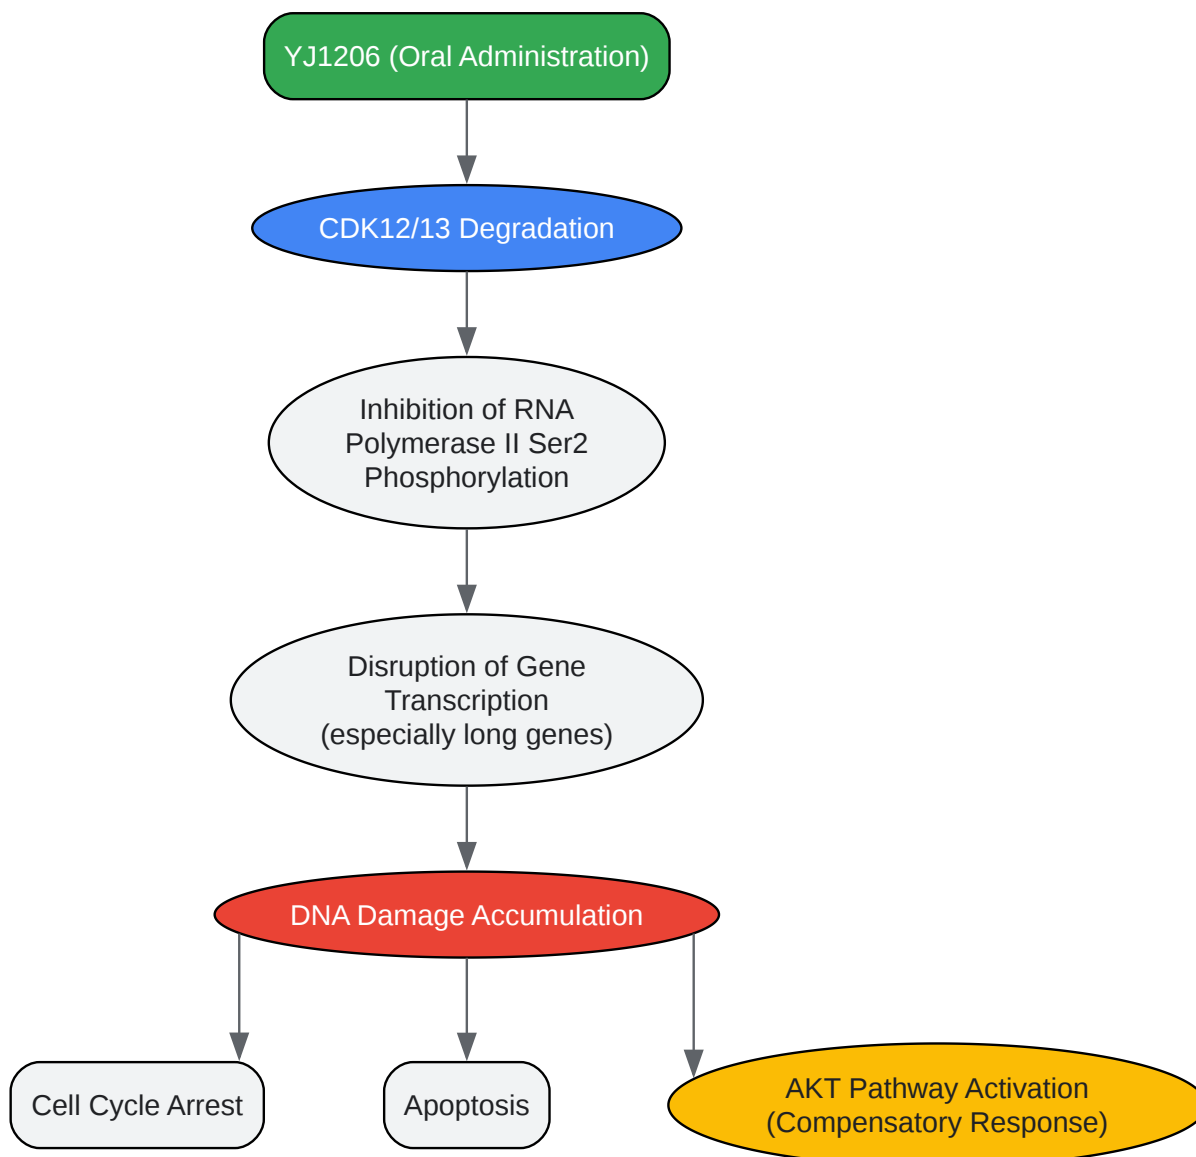 YJ1206 (Oral Administration)
CDK12/13 Degradation
Inhibition of RNA
Polymerase II Ser2
Phosphorylation
Disruption of Gene
Transcription
(especially long genes)
DNA Damage Accumulation
Cell Cycle Arrest
Apoptosis
AKT Pathway Activation
(Compensatory Response)